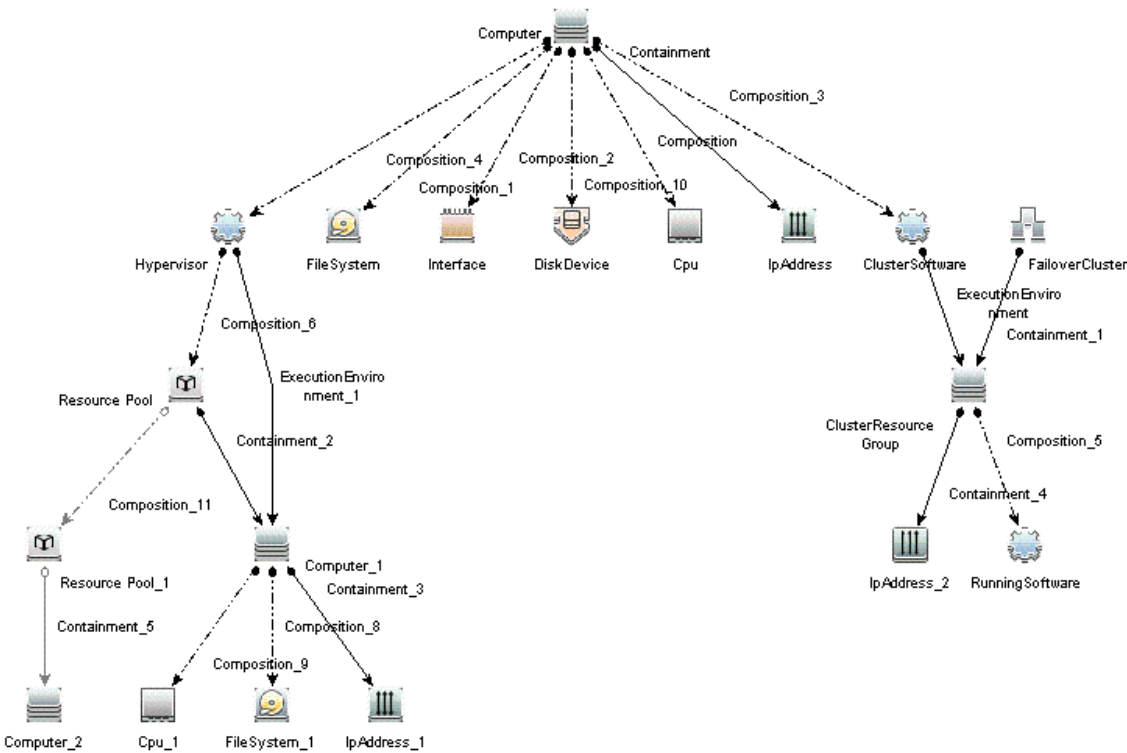 Computer
Containment
Composition_3
Composition
Composition_4
Composition_2
Composition_1
Composition_10
Hypervisor
FileSystem
Interface
DiskDevice
Cpu
IpAddress
ClusterSoftware
FailoverCluster
ExecutionEnviro
nment
Composition_6
Containment_1
ExecutionEnviro
nment_1
Resource Pool
ClusterResource
Group
Containment_2
Composition_5
Composition_11
Containment_4
Computer_1
Resource Pool_1
Containment_3
IpAddress_2
RunningSoftware
Containment_5
Composition_8
Composition_9
Computer_2
Cpu_1
FileSystem_1
IpAddress_1